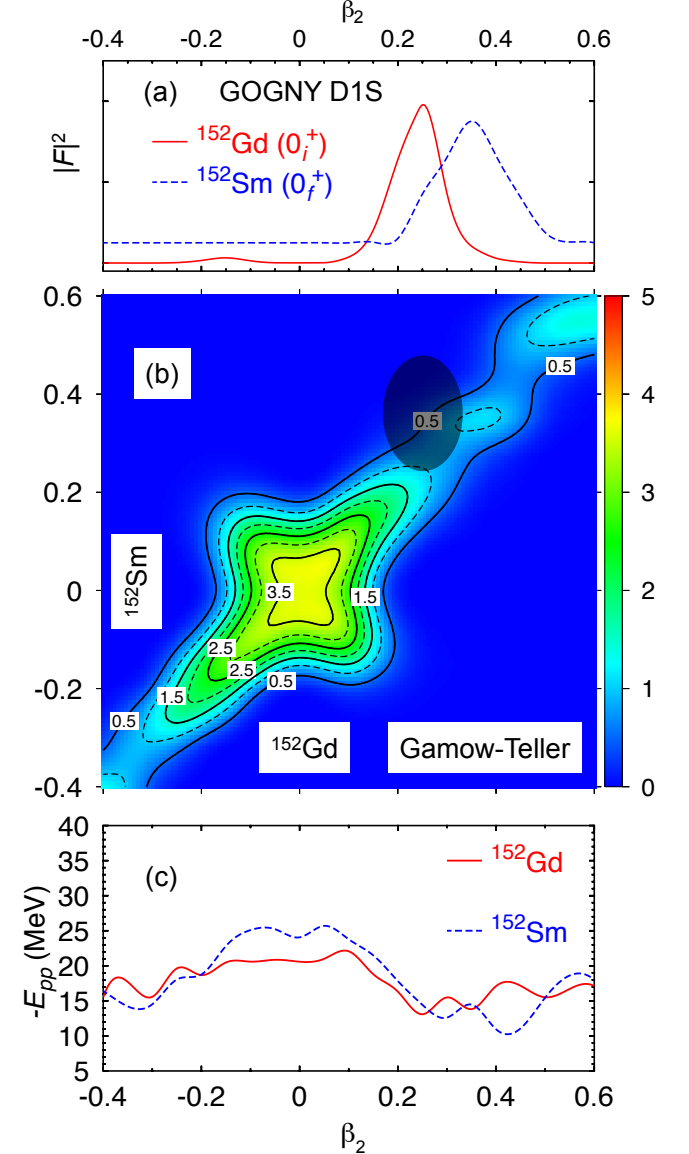 β₂
-0.4 -0.2 0 0.2 0.4 0.6
(a) GOGNY D1S
|F|²
¹⁵²Gd (0ᵢ⁺)
¹⁵²Sm (0_f⁺)
0.6
0.4
0.2
0
-0.2
-0.4
(b)
¹⁵²Sm
¹⁵²Gd
Gamow-Teller
0.5
0.5
3.5
1.5
2.5
2.5
0.5
1.5
0.5
5
4
3
2
1
0
40
35
30
25
20
15
10
5
(c)
-Eₚₚ (MeV)
¹⁵²Gd
¹⁵²Sm
-0.4 -0.2 0 0.2 0.4 0.6
β₂